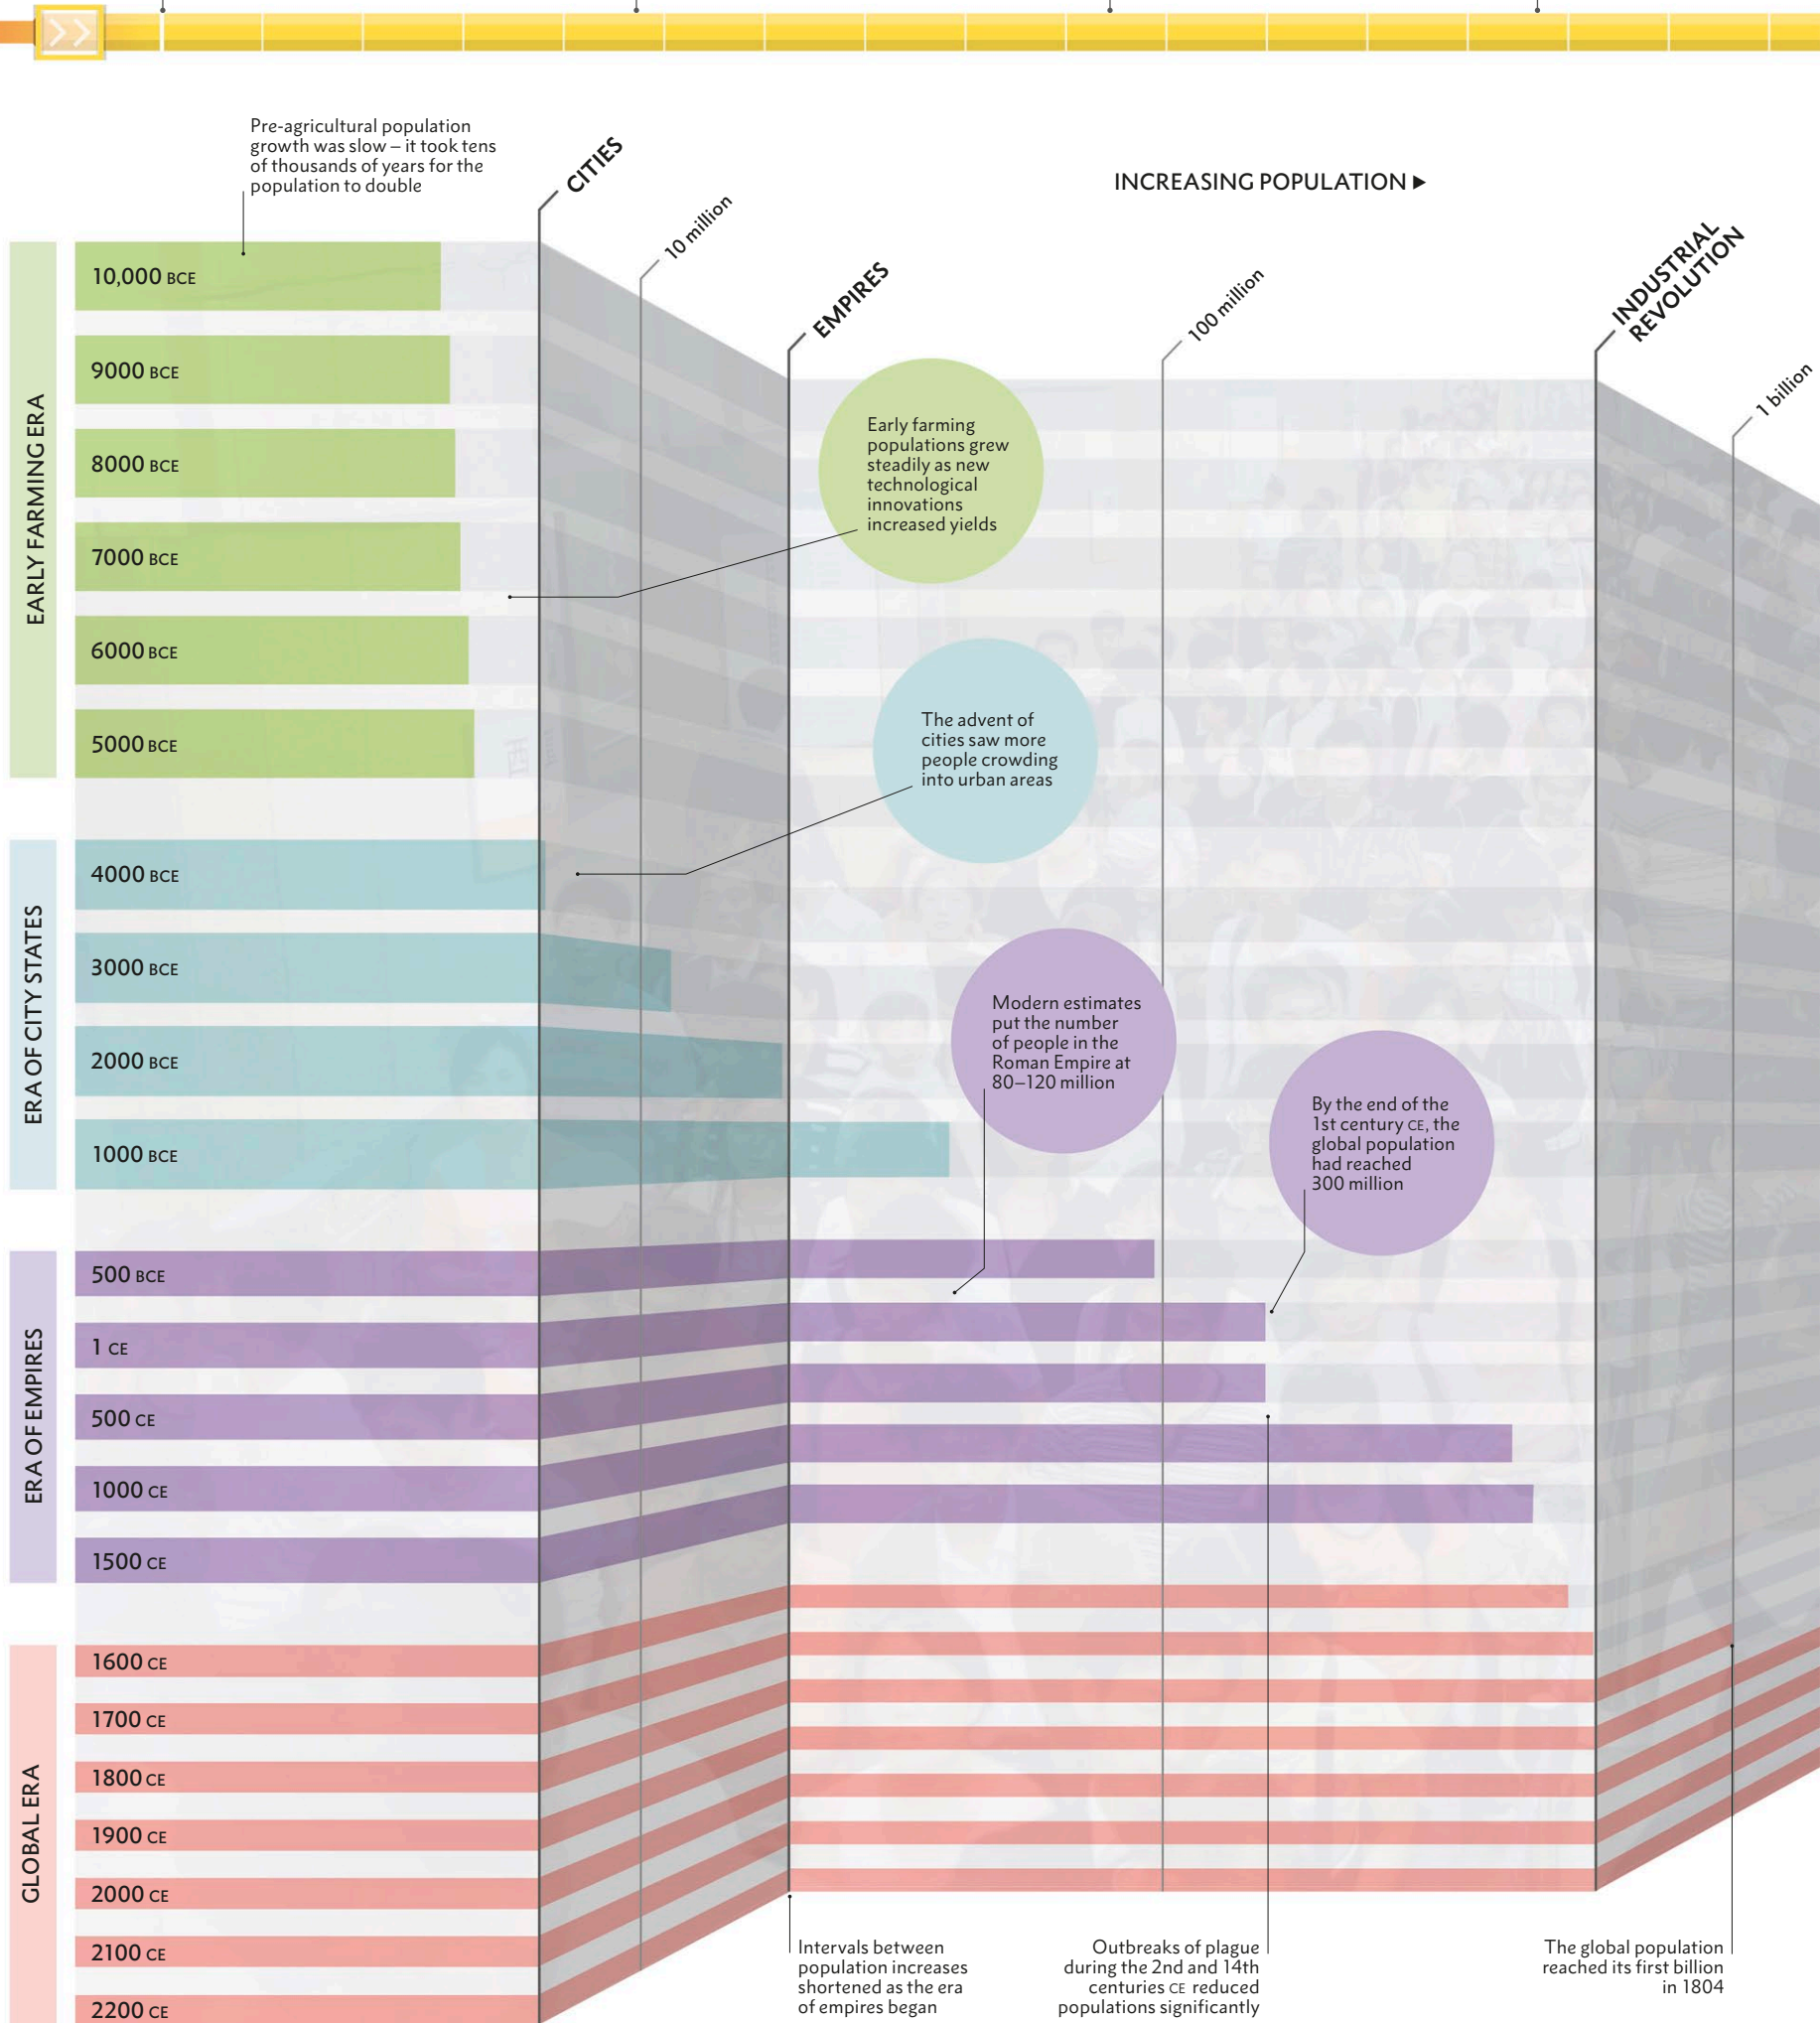 Pre-agricultural population
growth was slow – it took tens
of thousands of years for the
population to double
CITIES
10 million
EMPIRES
INCREASING POPULATION ▶
100 million
INDUSTRIAL
REVOLUTION
1 billion
EARLY FARMING ERA
10,000 BCE
9000 BCE
8000 BCE
7000 BCE
6000 BCE
5000 BCE
Early farming
populations grew
steadily as new
technological
innovations
increased yields
ERA OF CITY STATES
4000 BCE
3000 BCE
2000 BCE
1000 BCE
The advent of
cities saw more
people crowding
into urban areas
Modern estimates
put the number
of people in the
Roman Empire at
80–120 million
By the end of the
1st century CE, the
global population
had reached
300 million
ERA OF EMPIRES
500 BCE
1 CE
500 CE
1000 CE
1500 CE
GLOBAL ERA
1600 CE
1700 CE
1800 CE
1900 CE
2000 CE
2100 CE
2200 CE
Intervals between
population increases
shortened as the era
of empires began
Outbreaks of plague
during the 2nd and 14th
centuries CE reduced
populations significantly
The global population
reached its first billion
in 1804